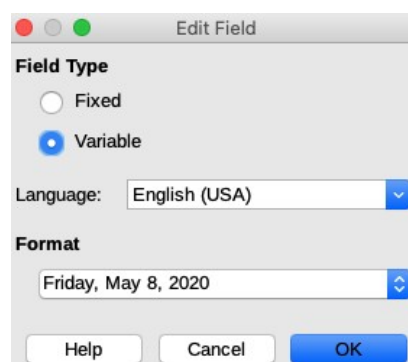 Edit Field
Field Type
Fixed
Variable
Language: English (USA)
Format
Friday, May 8, 2020
Help Cancel OK